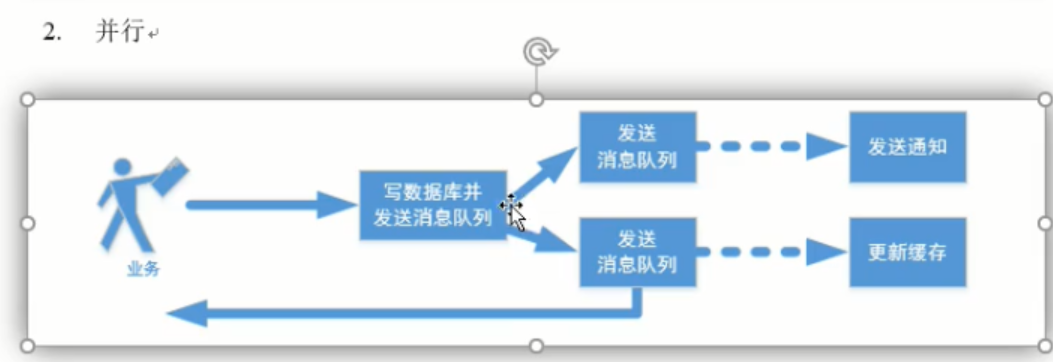 2. 并行
发送
消息队列
发送通知
写数据库并
发送消息队列
发送
消息队列
更新缓存
业务